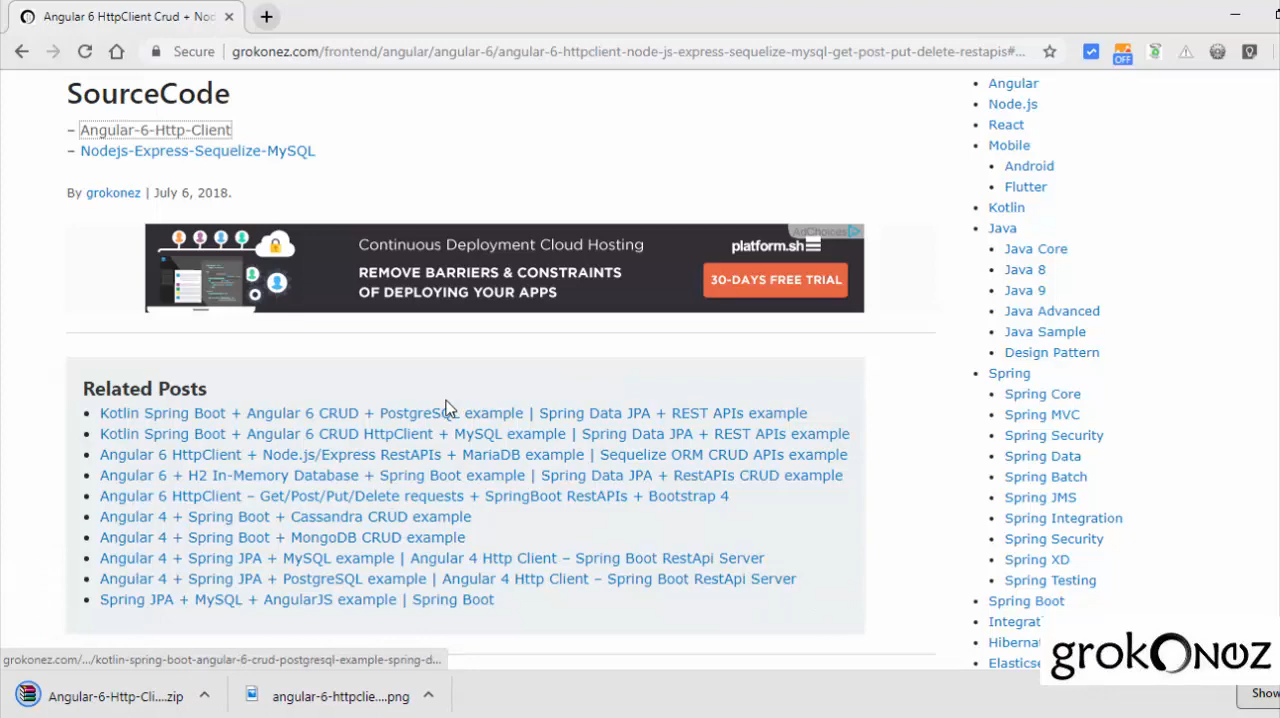 Angular 6 HttpClient Crud + Noc
Secure
grokonez.com/frontend/angular/angular-6/angular-6-httpclient-node-js-express-sequelize-mysql-get-post-put-delete-restapis#...
OFF
SourceCode
– Angular-6-Http-Client
– Nodejs-Express-Sequelize-MySQL
By grokonez | July 6, 2018.
AdChoices
Continuous Deployment Cloud Hosting
REMOVE BARRIERS & CONSTRAINTS
OF DEPLOYING YOUR APPS
platform.sh
30-DAYS FREE TRIAL
Related Posts
Kotlin Spring Boot + Angular 6 CRUD + PostgreSQL example | Spring Data JPA + REST APIs example
Kotlin Spring Boot + Angular 6 CRUD HttpClient + MySQL example | Spring Data JPA + REST APIs example
Angular 6 HttpClient + Node.js/Express RestAPIs + MariaDB example | Sequelize ORM CRUD APIs example
Angular 6 + H2 In-Memory Database + Spring Boot example | Spring Data JPA + RestAPIs CRUD example
Angular 6 HttpClient – Get/Post/Put/Delete requests + SpringBoot RestAPIs + Bootstrap 4
Angular 4 + Spring Boot + Cassandra CRUD example
Angular 4 + Spring Boot + MongoDB CRUD example
Angular 4 + Spring JPA + MySQL example | Angular 4 Http Client – Spring Boot RestApi Server
Angular 4 + Spring JPA + PostgreSQL example | Angular 4 Http Client – Spring Boot RestApi Server
Spring JPA + MySQL + AngularJS example | Spring Boot
Angular
Node.js
React
Mobile
Android
Flutter
Kotlin
Java
Java Core
Java 8
Java 9
Java Advanced
Java Sample
Design Pattern
Spring
Spring Core
Spring MVC
Spring Security
Spring Data
Spring Batch
Spring JMS
Spring Integration
Spring Security
Spring XD
Spring Testing
Spring Boot
Integrat
Hiberna
Elasticse
grokonez
grokonez.com/.../kotlin-spring-boot-angular-6-crud-postgresql-example-spring-d...
Angular-6-Http-Cli....zip
angular-6-httpclie....png
Show